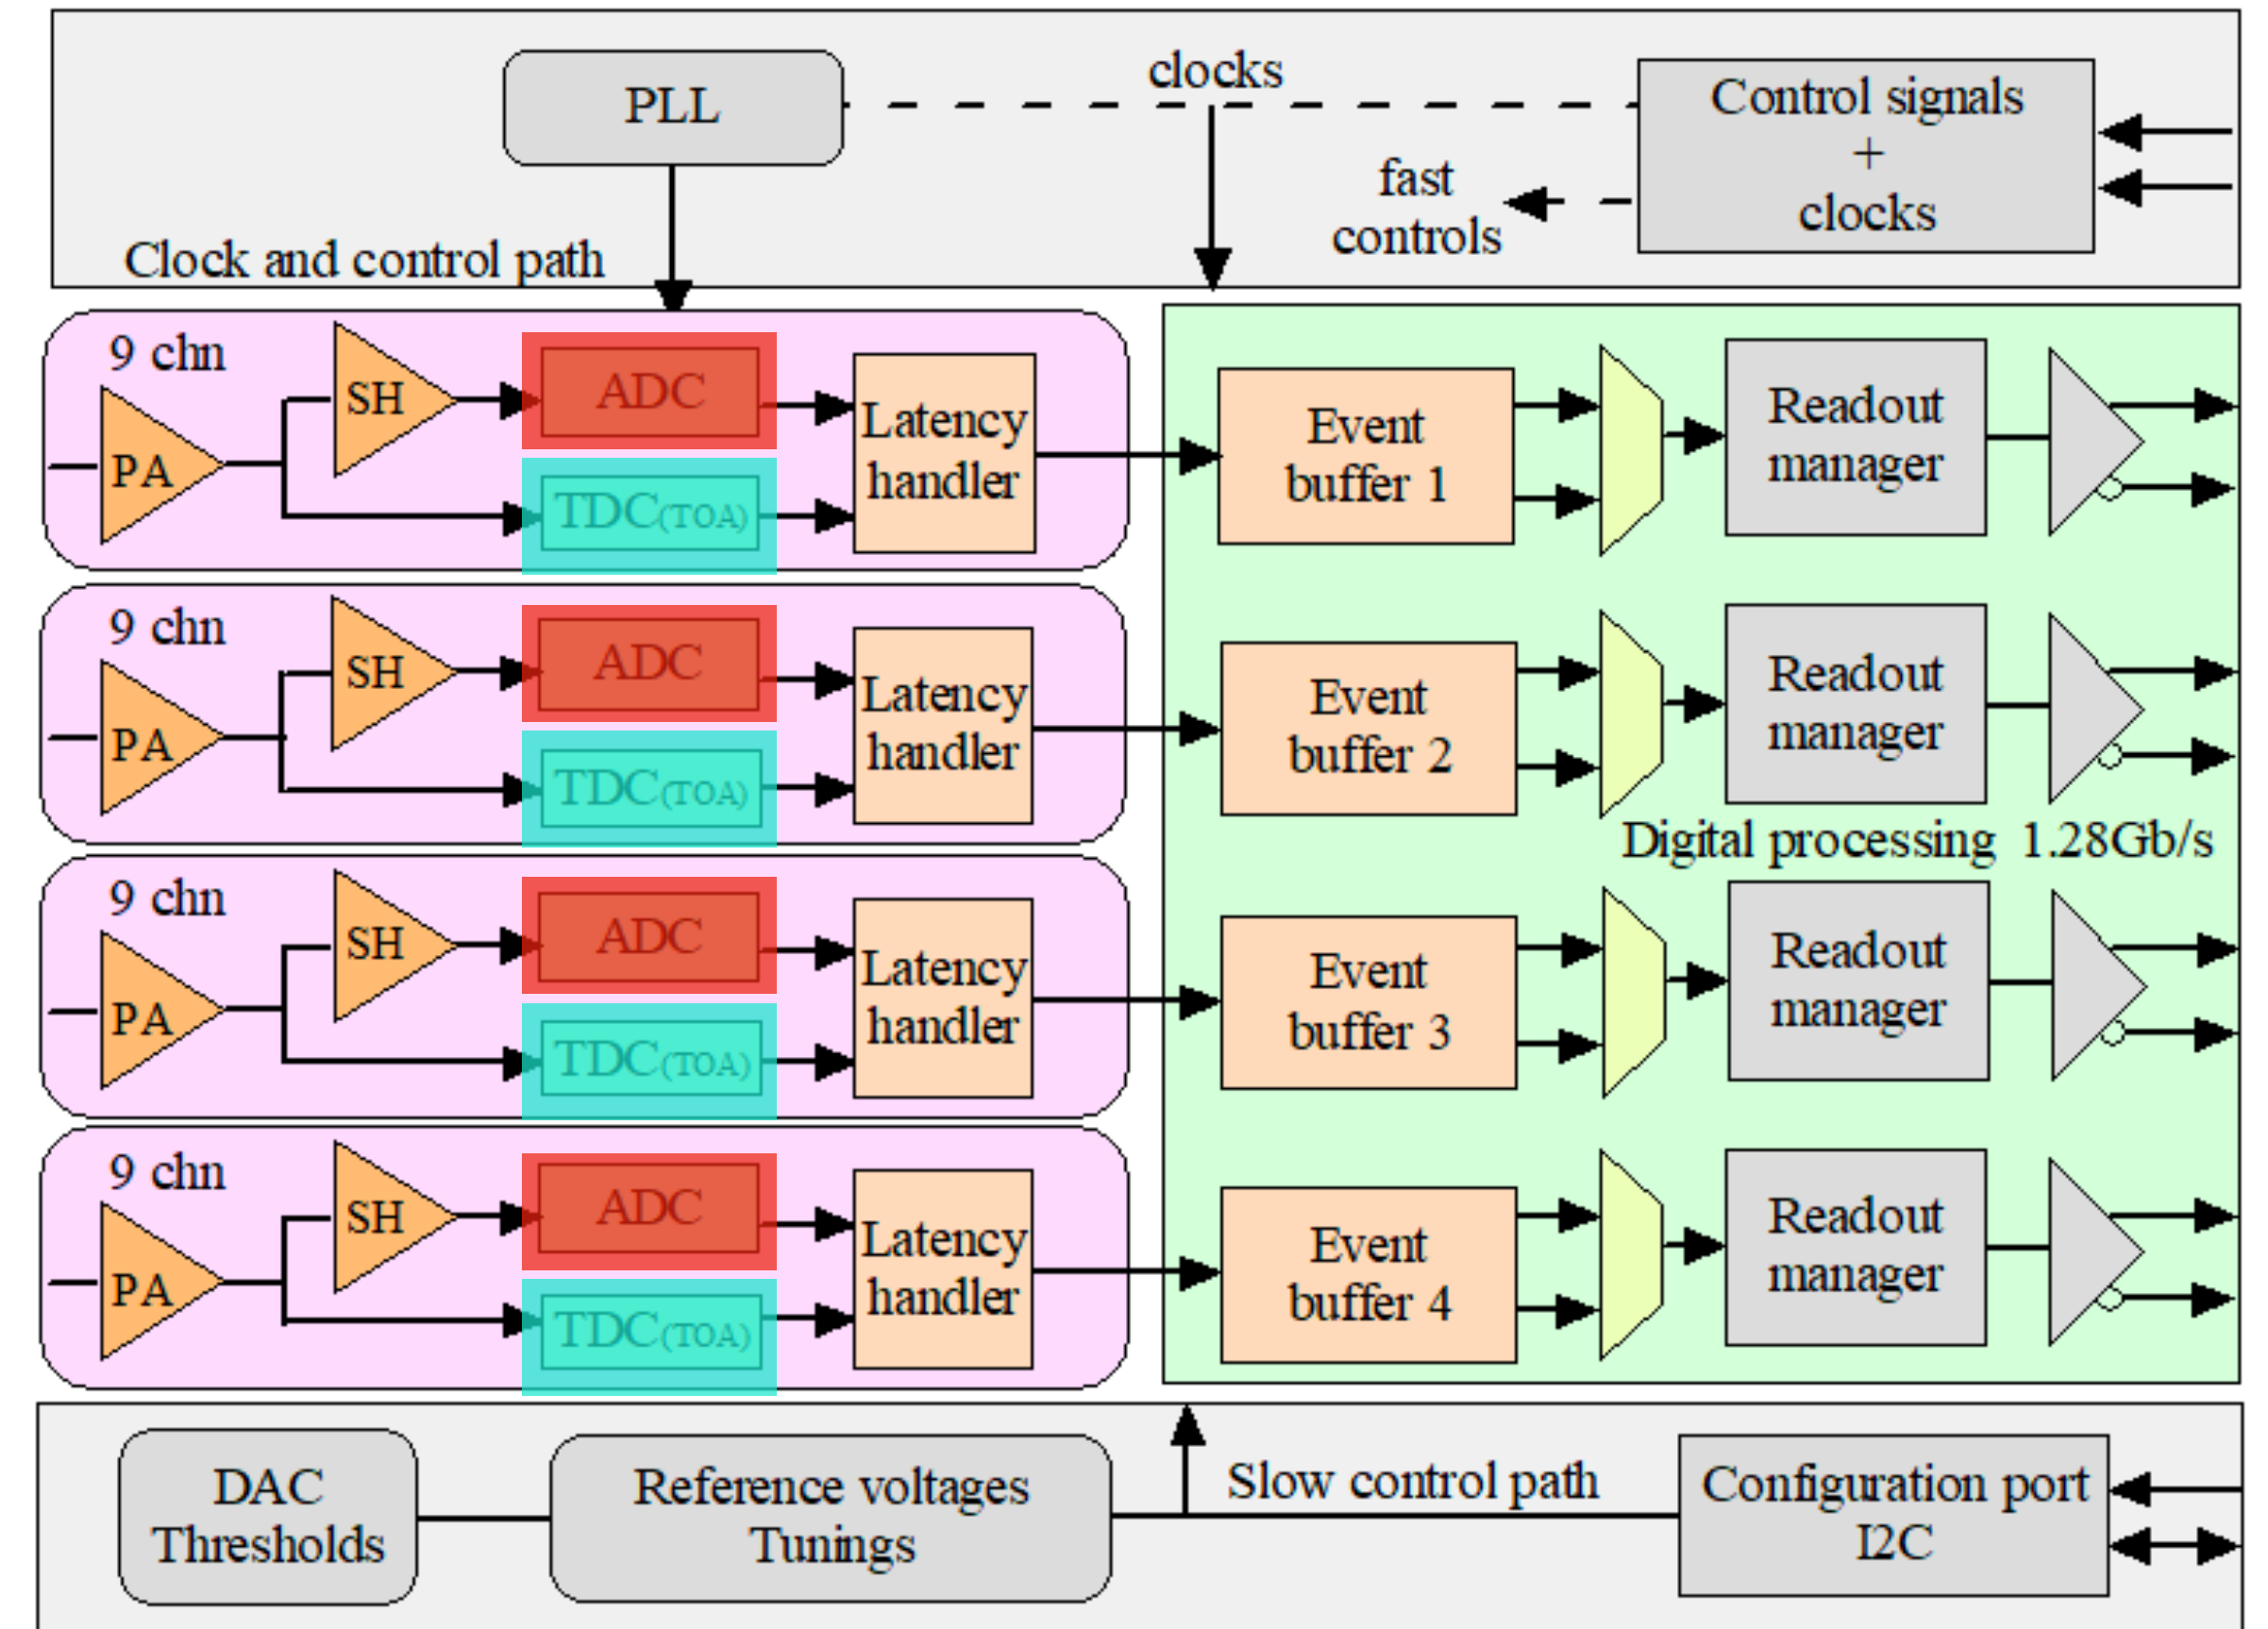 PLL
clocks
Control signals
+
clocks
fast
controls
Clock and control path
9 chn
PA
SH
ADC
TDC(TOA)
Latency
handler
Event
buffer 1
Readout
manager
9 chn
PA
SH
ADC
TDC(TOA)
Latency
handler
Event
buffer 2
Readout
manager
Digital processing 1.28Gb/s
9 chn
PA
SH
ADC
TDC(TOA)
Latency
handler
Event
buffer 3
Readout
manager
9 chn
PA
SH
ADC
TDC(TOA)
Latency
handler
Event
buffer 4
Readout
manager
DAC
Thresholds
Reference voltages
Tunings
Slow control path
Configuration port
I2C